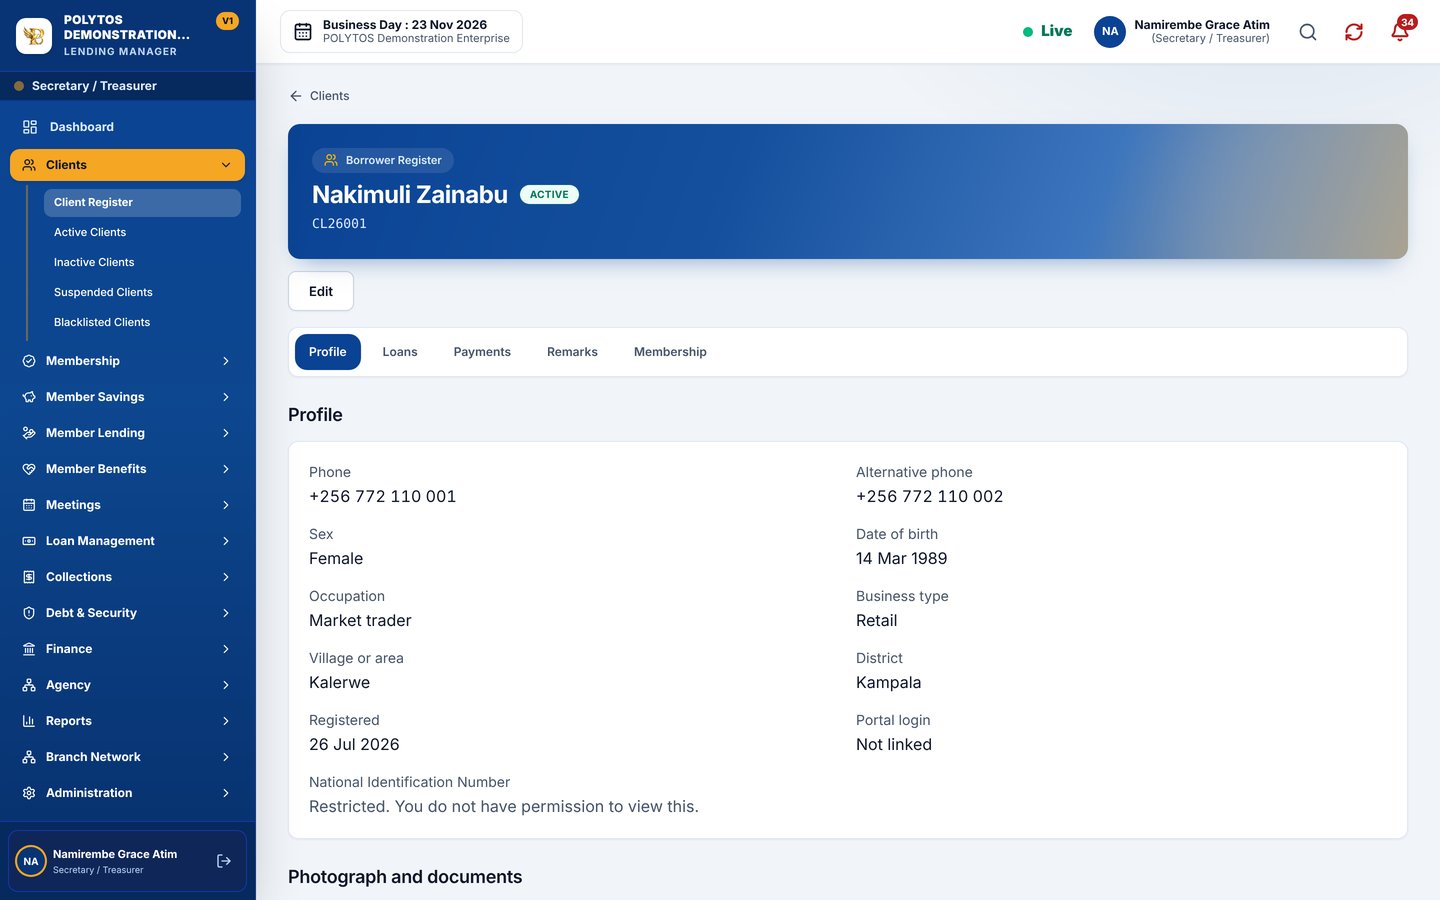 POLYTOS
DEMONSTRATION...
LENDING MANAGER
V1
Secretary / Treasurer
Dashboard
Clients
Client Register
Active Clients
Inactive Clients
Suspended Clients
Blacklisted Clients
Membership
Member Savings
Member Lending
Member Benefits
Meetings
Loan Management
Collections
Debt & Security
Finance
Agency
Reports
Branch Network
Administration
NA
Namirembe Grace Atim
Secretary / Treasurer
Business Day : 23 Nov 2026
POLYTOS Demonstration Enterprise
Live
NA
Namirembe Grace Atim
(Secretary / Treasurer)
34
Clients
Borrower Register
Nakimuli Zainabu ACTIVE
CL26001
Edit
Profile Loans Payments Remarks Membership
Profile
Phone
+256 772 110 001
Alternative phone
+256 772 110 002
Sex
Female
Date of birth
14 Mar 1989
Occupation
Market trader
Business type
Retail
Village or area
Kalerwe
District
Kampala
Registered
26 Jul 2026
Portal login
Not linked
National Identification Number
Restricted. You do not have permission to view this.
Photograph and documents